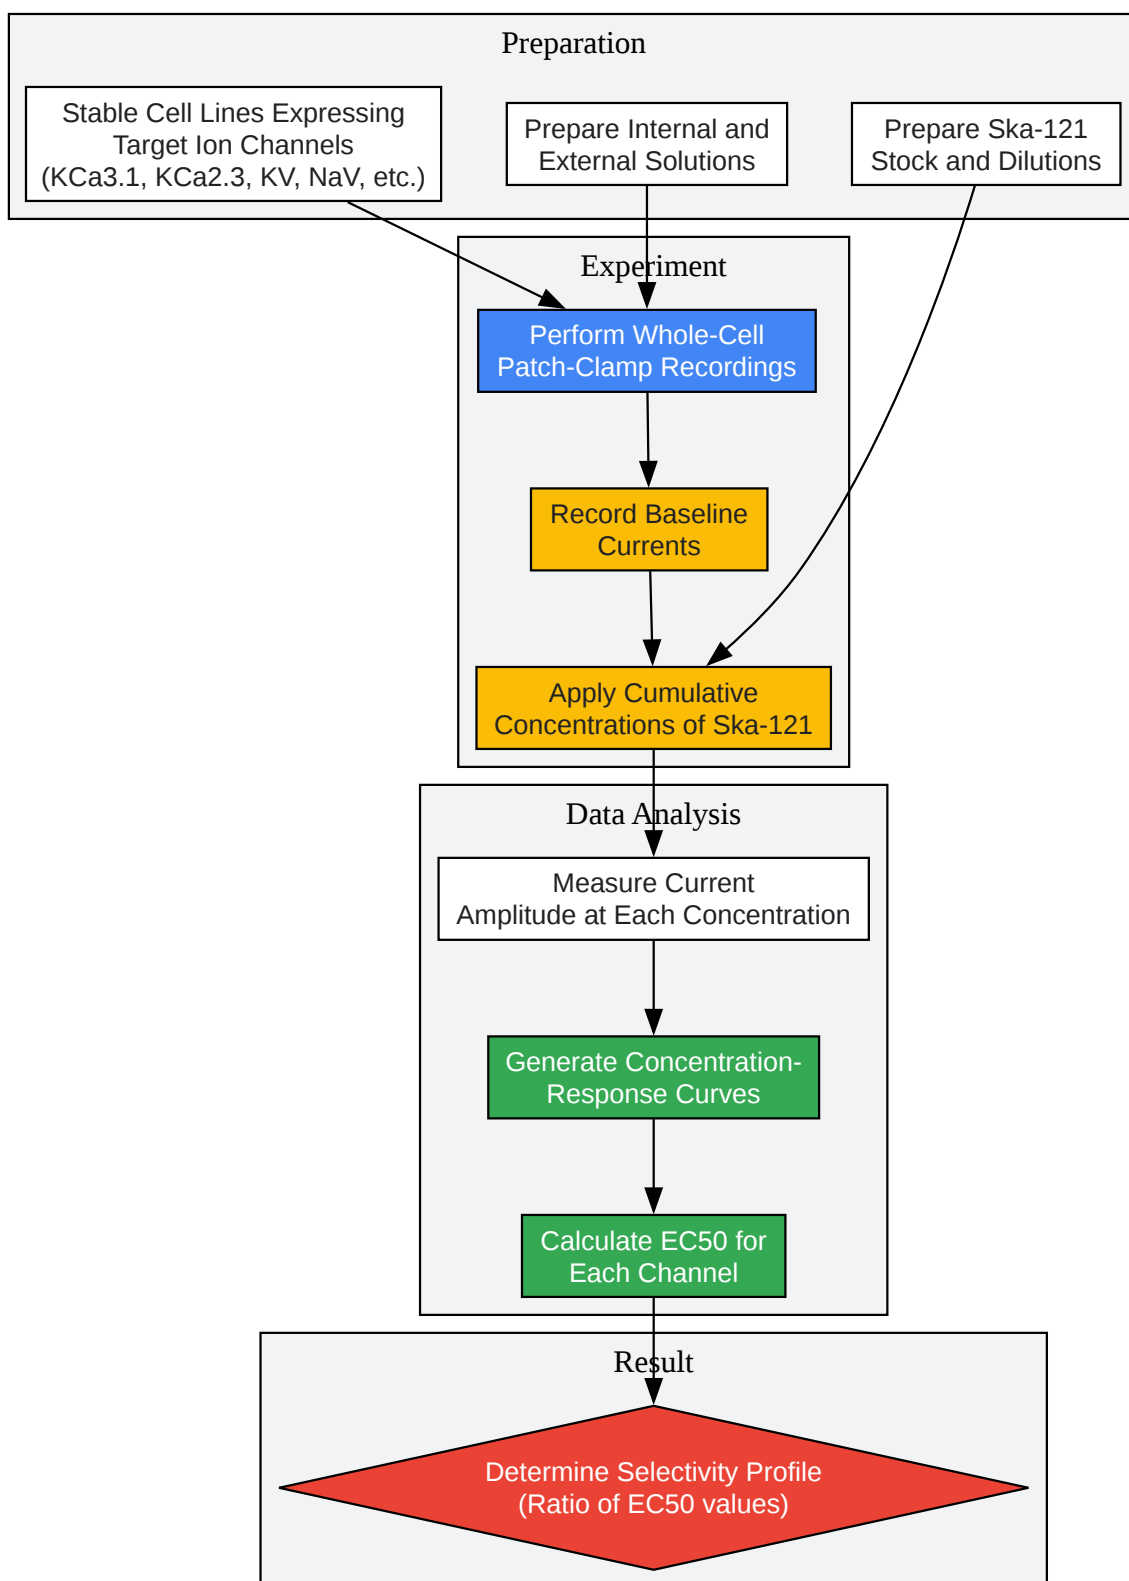 Preparation
Stable Cell Lines Expressing
Target Ion Channels
(KCa3.1, KCa2.3, KV, NaV, etc.)
Prepare Internal and
External Solutions
Prepare Ska-121
Stock and Dilutions
Experiment
Perform Whole-Cell
Patch-Clamp Recordings
Record Baseline
Currents
Apply Cumulative
Concentrations of Ska-121
Data Analysis
Measure Current
Amplitude at Each Concentration
Generate Concentration-
Response Curves
Calculate EC50 for
Each Channel
Result
Determine Selectivity Profile
(Ratio of EC50 values)